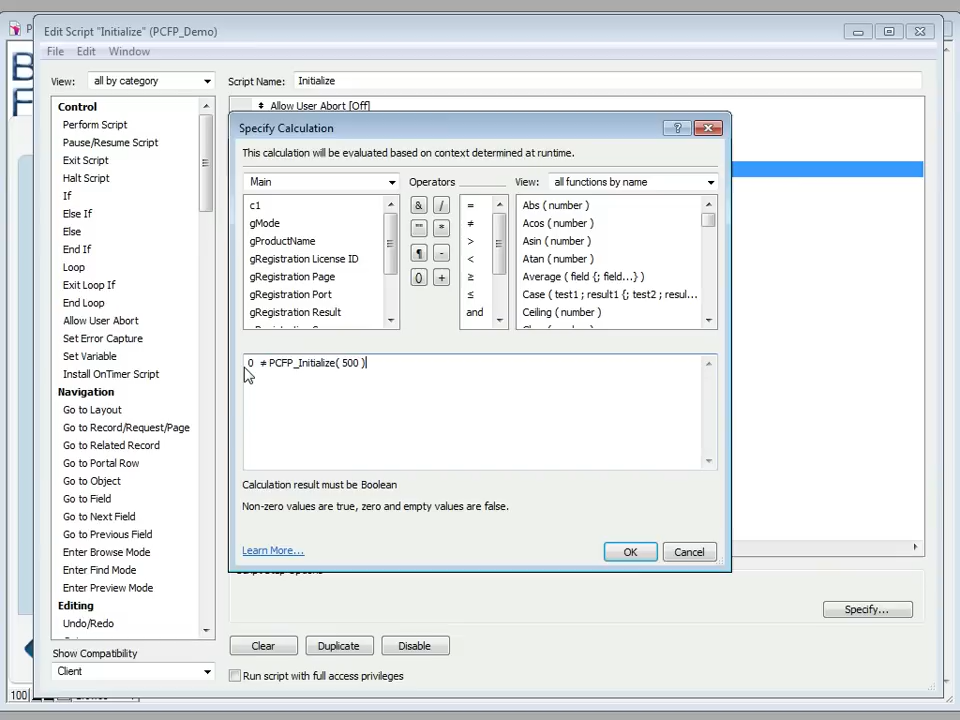 Edit Script "Initialize" (PCFP_Demo)
File Edit Window
View: all by category
Script Name: Initialize
Control
Perform Script
Pause/Resume Script
Exit Script
Halt Script
If
Else If
Else
End If
Loop
Exit Loop If
End Loop
Allow User Abort
Set Error Capture
Set Variable
Install OnTimer Script
Navigation
Go to Layout
Go to Record/Request/Page
Go to Related Record
Go to Portal Row
Go to Object
Go to Field
Go to Next Field
Go to Previous Field
Enter Browse Mode
Enter Find Mode
Enter Preview Mode
Editing
Undo/Redo
Show Compatibility
Client
Allow User Abort [Off]
Specify Calculation
This calculation will be evaluated based on context determined at runtime.
Main
Operators
View: all functions by name
c1
gMode
gProductName
gRegistration License ID
gRegistration Page
gRegistration Port
gRegistration Result
& /
"" *
¶ -
() +
=
≠
>
<
≥
≤
and
Abs ( number )
Acos ( number )
Asin ( number )
Atan ( number )
Average ( field {; field...} )
Case ( test1 ; result1 {; test2 ; resul...
Ceiling ( number )
0 ≠ PCFP_Initialize( 500 )
Calculation result must be Boolean
Non-zero values are true, zero and empty values are false.
Learn More...
OK
Cancel
Specify...
Clear
Duplicate
Disable
Run script with full access privileges
100